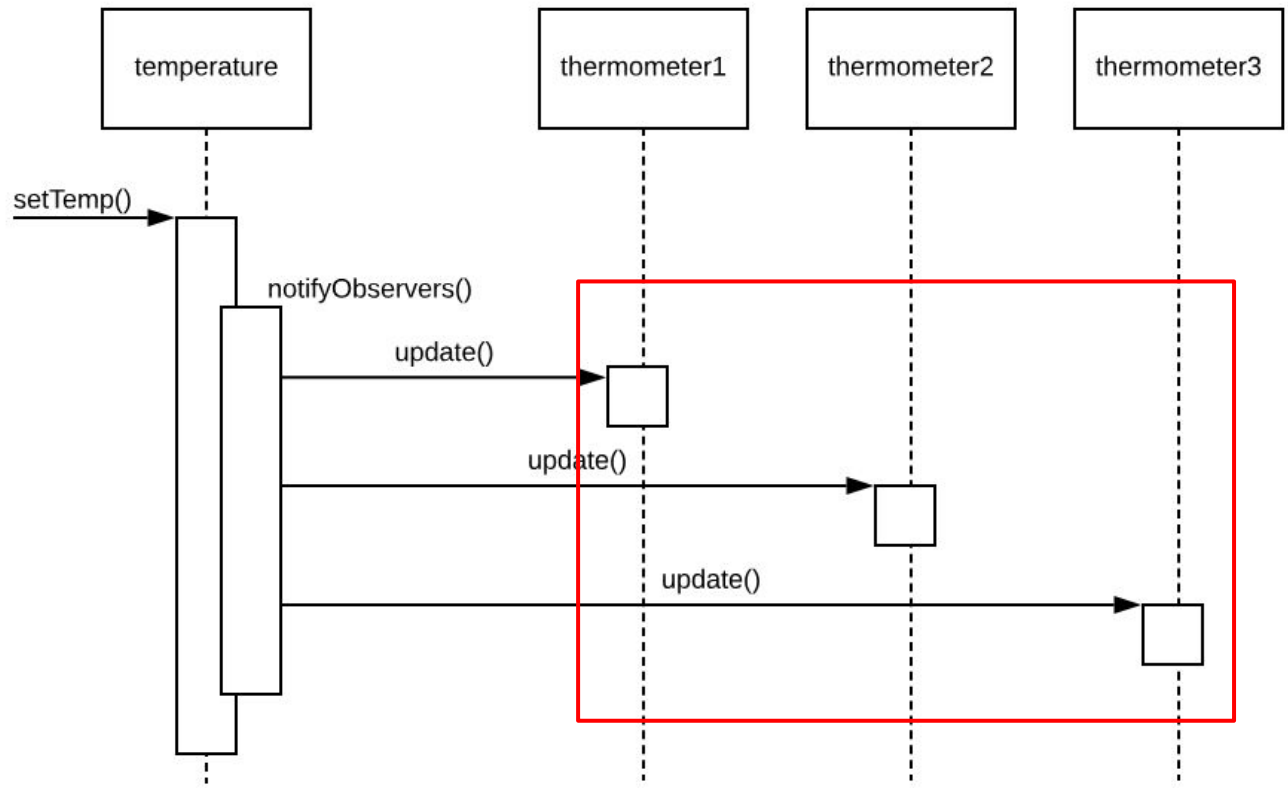 temperature
thermometer1
thermometer2
thermometer3
setTemp()
notifyObservers()
update()
update()
update()